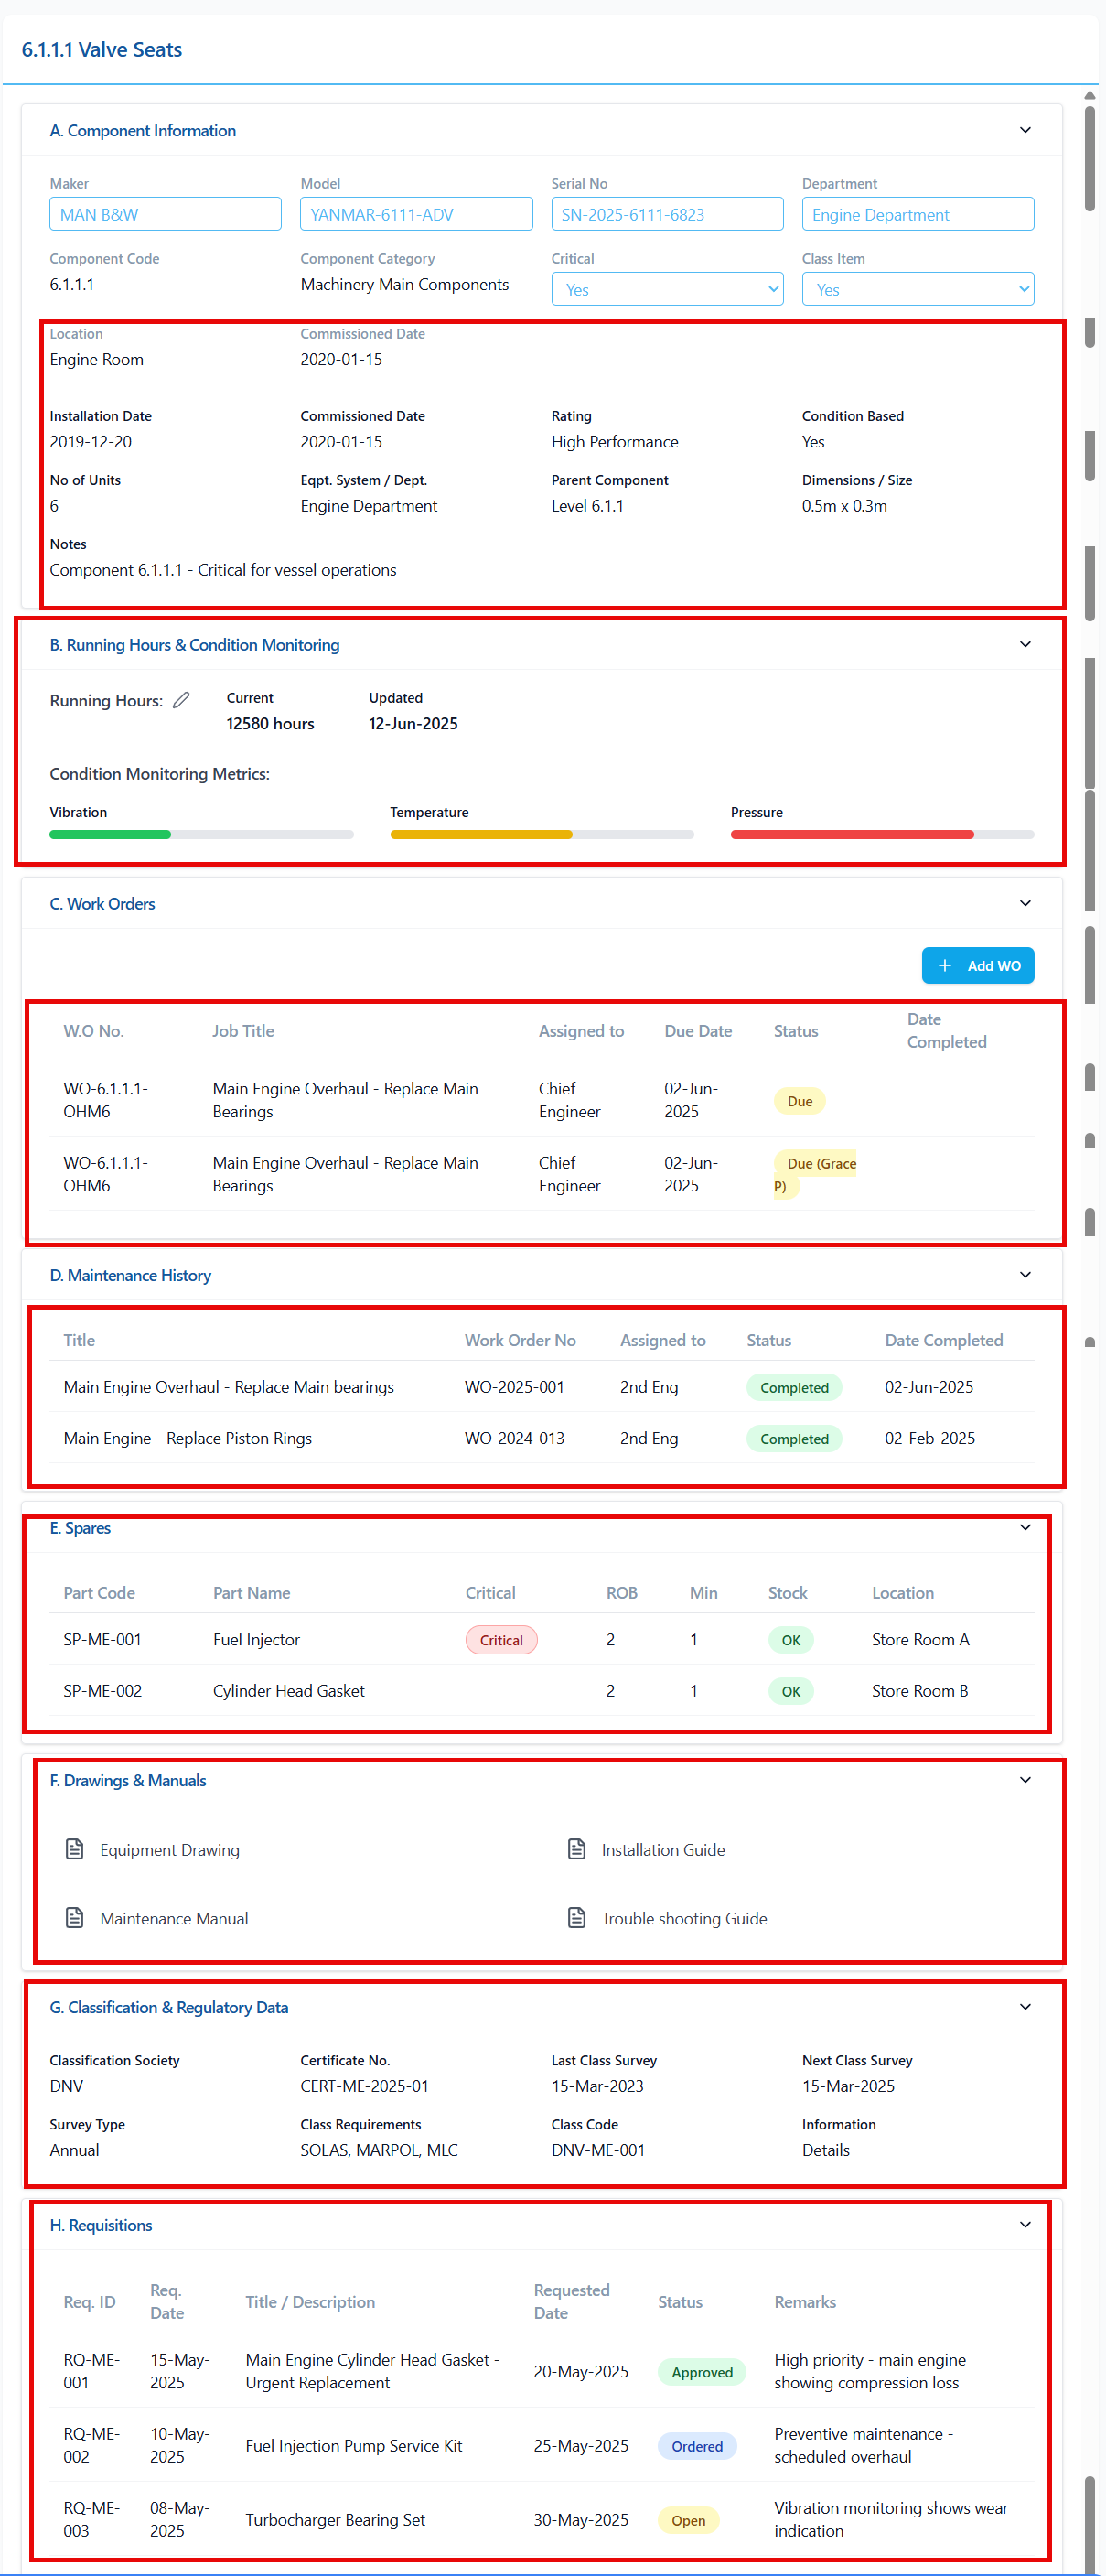 6.1.1.1 Valve Seats
A. Component Information
Maker Model Serial No Department
MAN B&W YANMAR-6111-ADV SN-2025-6111-6823 Engine Department
Component Code Component Category Critical Class Item
6.1.1.1 Machinery Main Components Yes Yes
Location Commissioned Date
Engine Room 2020-01-15
Installation Date Commissioned Date Rating Condition Based
2019-12-20 2020-01-15 High Performance Yes
No of Units Eqpt. System / Dept. Parent Component Dimensions / Size
6 Engine Department Level 6.1.1 0.5m x 0.3m
Notes
Component 6.1.1.1 - Critical for vessel operations
B. Running Hours & Condition Monitoring
Running Hours: Current Updated
12580 hours 12-Jun-2025
Condition Monitoring Metrics:
Vibration Temperature Pressure
C. Work Orders
+ Add WO
W.O No. Job Title Assigned to Due Date Status Date
Completed
WO-6.1.1.1- Main Engine Overhaul - Replace Main Chief 02-Jun- Due
OHM6 Bearings Engineer 2025
WO-6.1.1.1- Main Engine Overhaul - Replace Main Chief 02-Jun- Due (Grace
OHM6 Bearings Engineer 2025 P)
D. Maintenance History
Title Work Order No Assigned to Status Date Completed
Main Engine Overhaul - Replace Main bearings WO-2025-001 2nd Eng Completed 02-Jun-2025
Main Engine - Replace Piston Rings WO-2024-013 2nd Eng Completed 02-Feb-2025
E. Spares
Part Code Part Name Critical ROB Min Stock Location
SP-ME-001 Fuel Injector Critical 2 1 OK Store Room A
SP-ME-002 Cylinder Head Gasket 2 1 OK Store Room B
F. Drawings & Manuals
Equipment Drawing Installation Guide
Maintenance Manual Trouble shooting Guide
G. Classification & Regulatory Data
Classification Society Certificate No. Last Class Survey Next Class Survey
DNV CERT-ME-2025-01 15-Mar-2023 15-Mar-2025
Survey Type Class Requirements Class Code Information
Annual SOLAS, MARPOL, MLC DNV-ME-001 Details
H. Requisitions
Req. ID Req. Title / Description Requested Status Remarks
Date Date
RQ-ME- 15-May- Main Engine Cylinder Head Gasket - 20-May-2025 Approved High priority - main engine
001 2025 Urgent Replacement showing compression loss
RQ-ME- 10-May- Fuel Injection Pump Service Kit 25-May-2025 Ordered Preventive maintenance -
002 2025 scheduled overhaul
RQ-ME- 08-May- Turbocharger Bearing Set 30-May-2025 Open Vibration monitoring shows wear
003 2025 indication